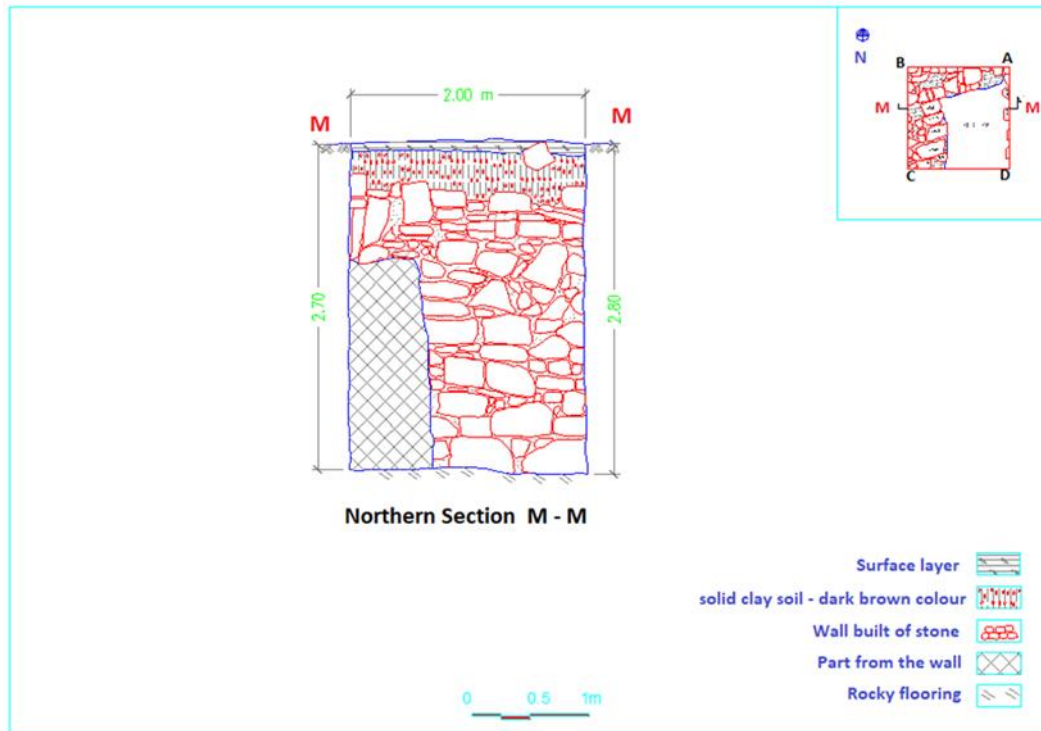 N
B
A
M
M
C
D
2.00 m
M
M
2.70
2.80
Northern Section M - M
Surface layer
solid clay soil - dark brown colour
Wall built of stone
Part from the wall
Rocky flooring
0 0.5 1m